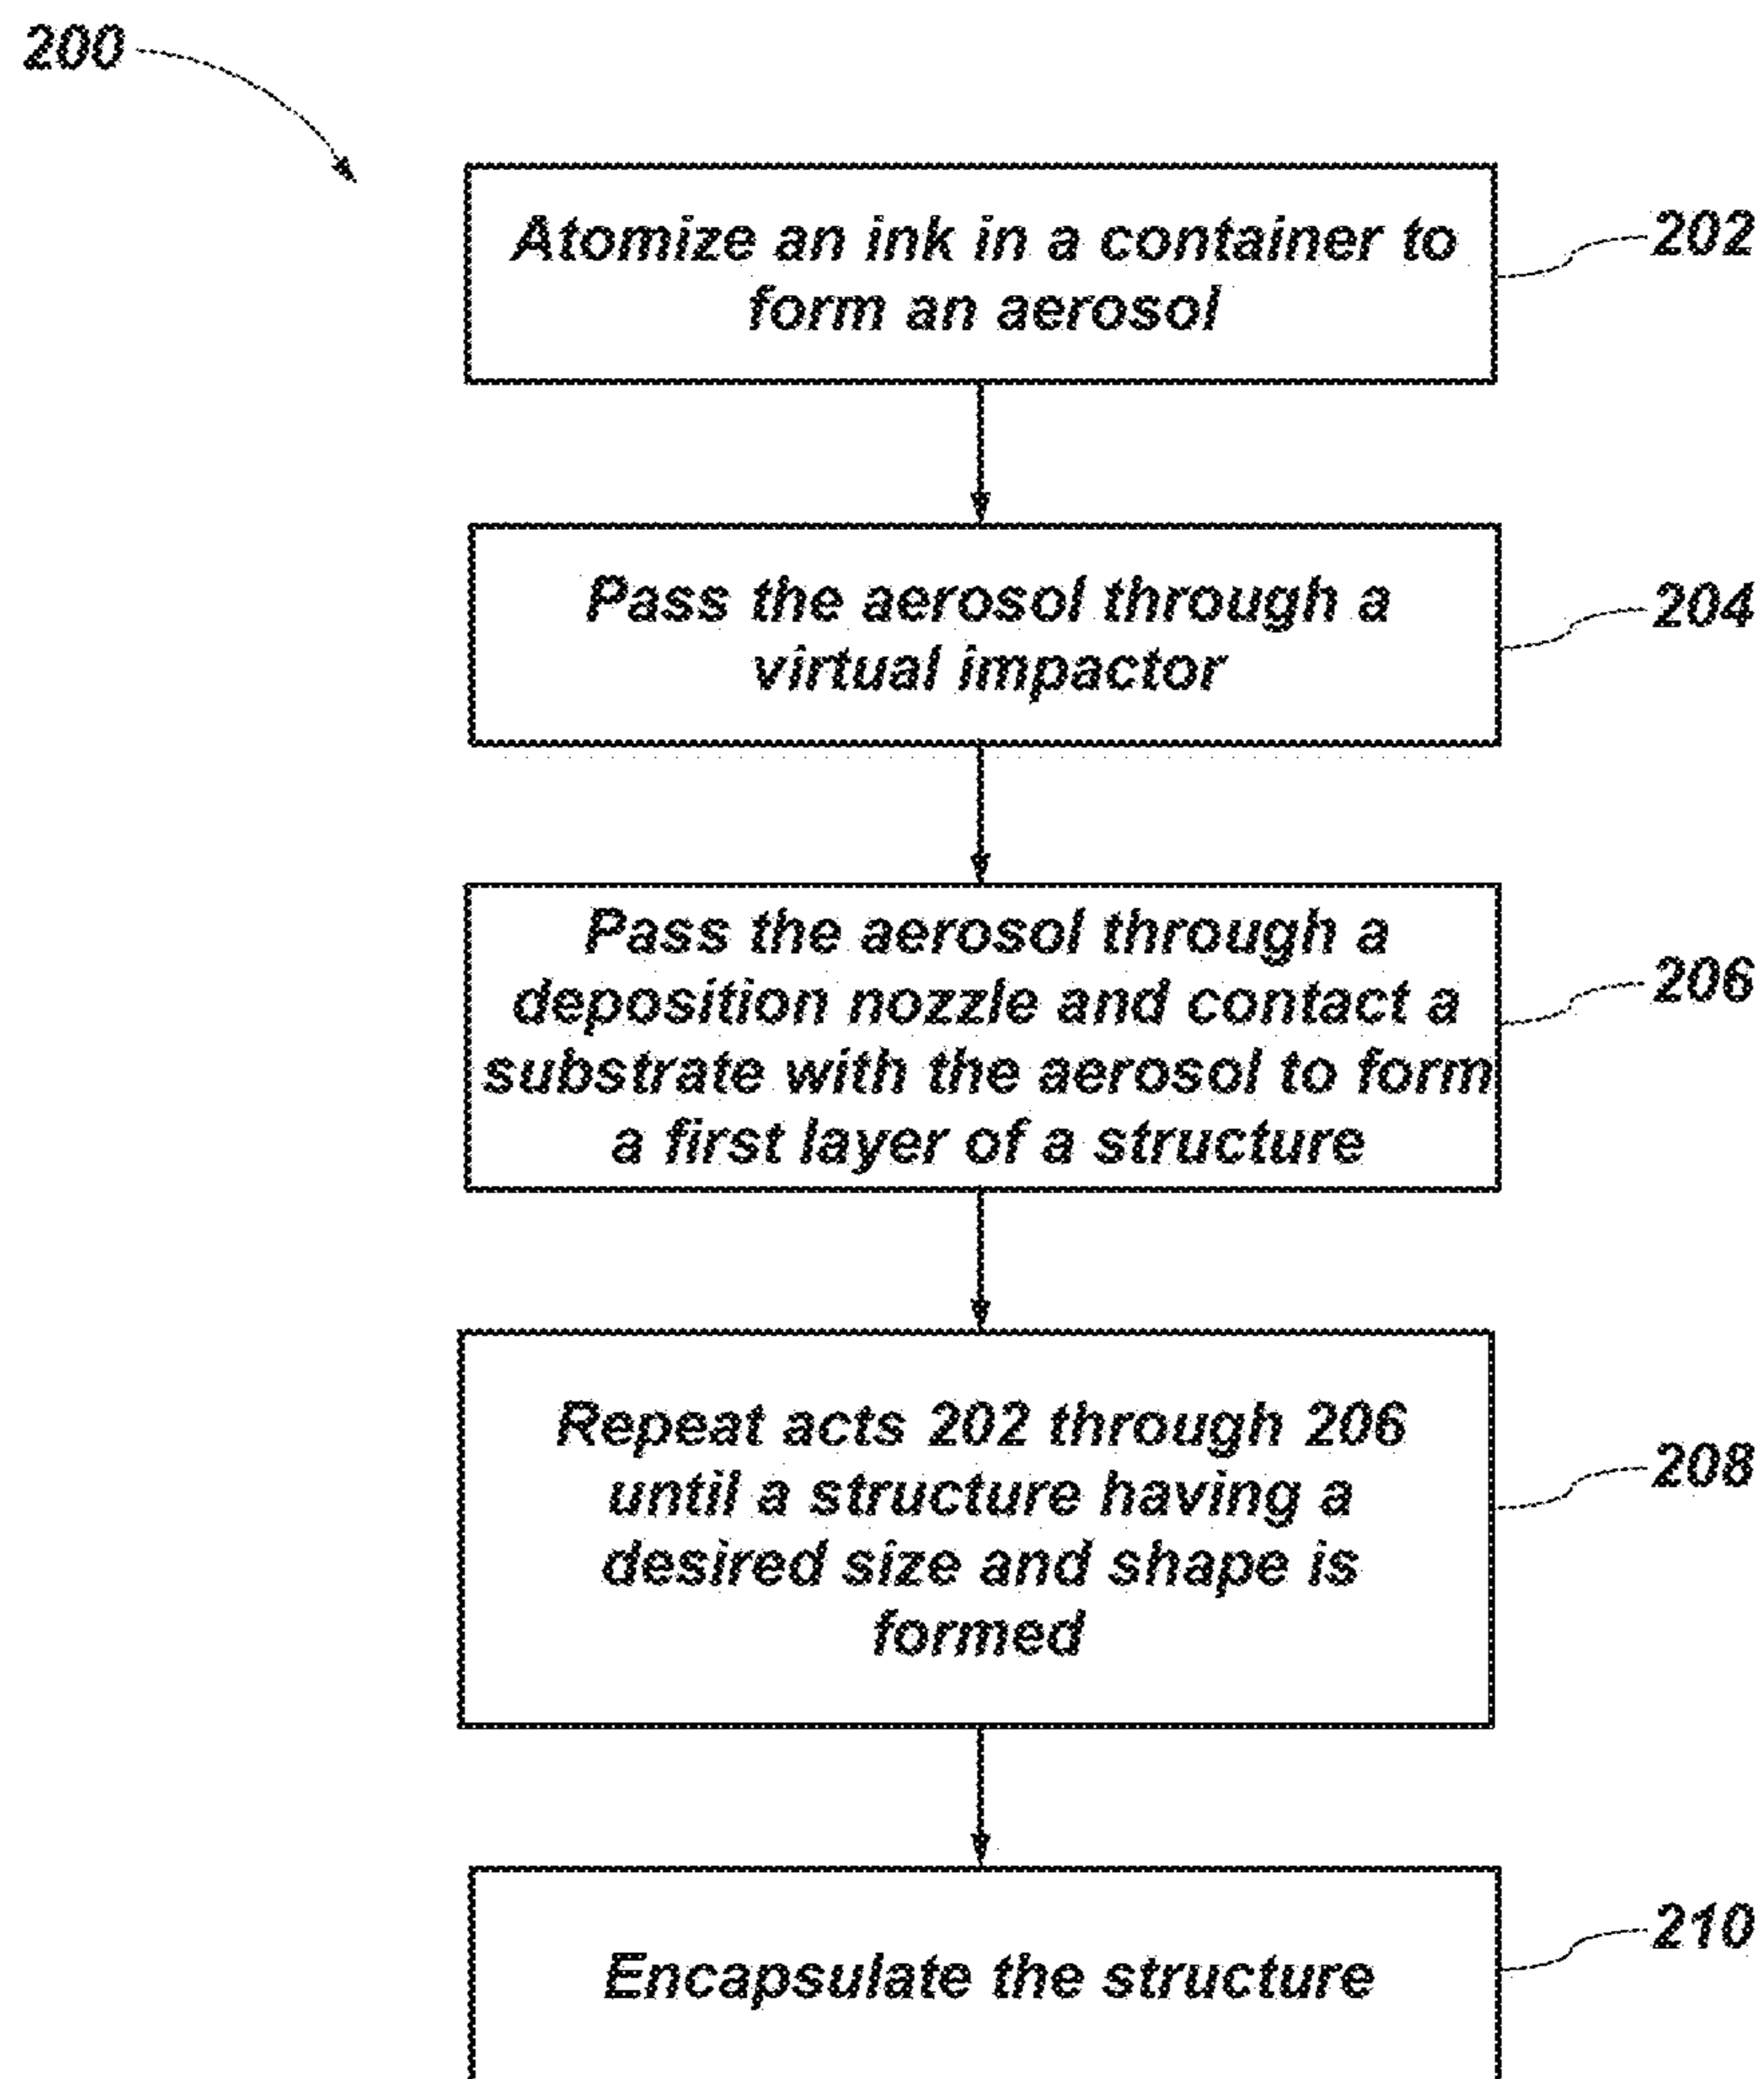 200
Atomize an ink in a container to
form an aerosol
202
Pass the aerosol through a
virtual impactor
204
Pass the aerosol through a
deposition nozzle and contact a
substrate with the aerosol to form
a first layer of a structure
206
Repeat acts 202 through 206
until a structure having a
desired size and shape is
formed
208
Encapsulate the structure
210